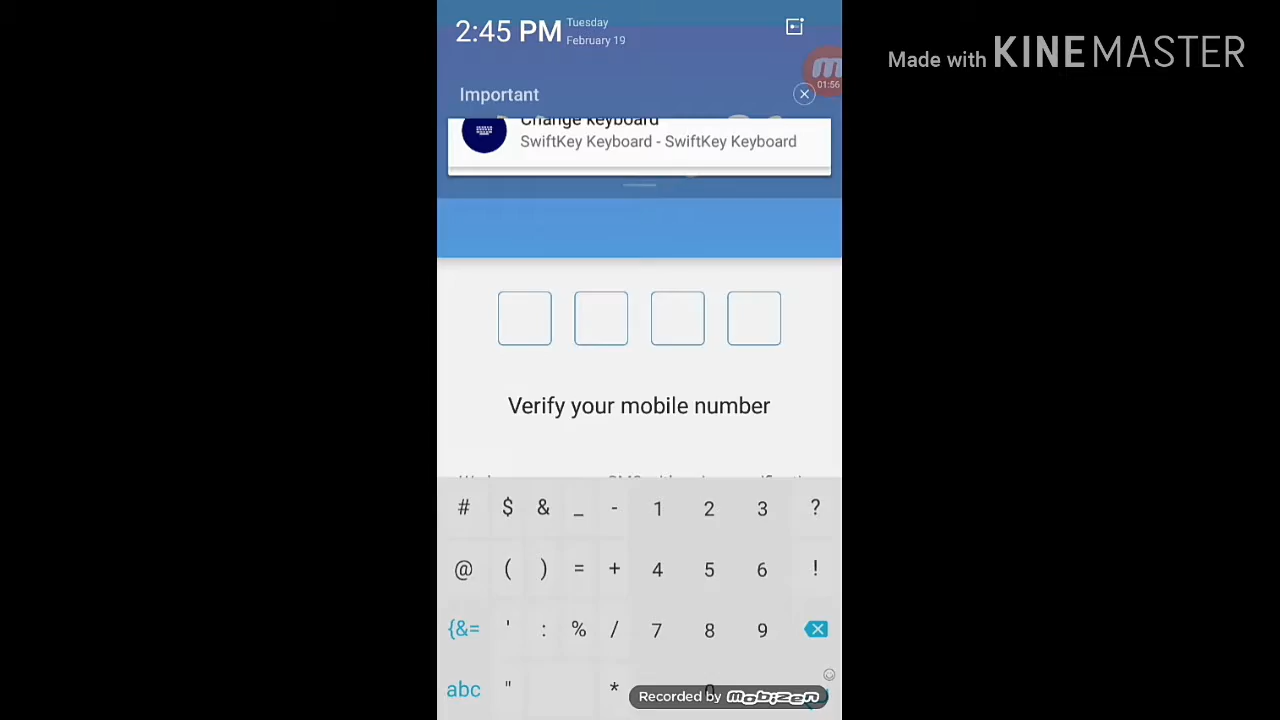 2:45 PM
Tuesday
February 19
Made with KINEMASTER
01:56
Important
Change keyboard
SwiftKey Keyboard - SwiftKey Keyboard
Verify your mobile number
# $ & _ - 1 2 3 ?
@ ( ) = + 4 5 6 !
{&= ' : % / 7 8 9
abc " * 0
Recorded by MOBIZEN